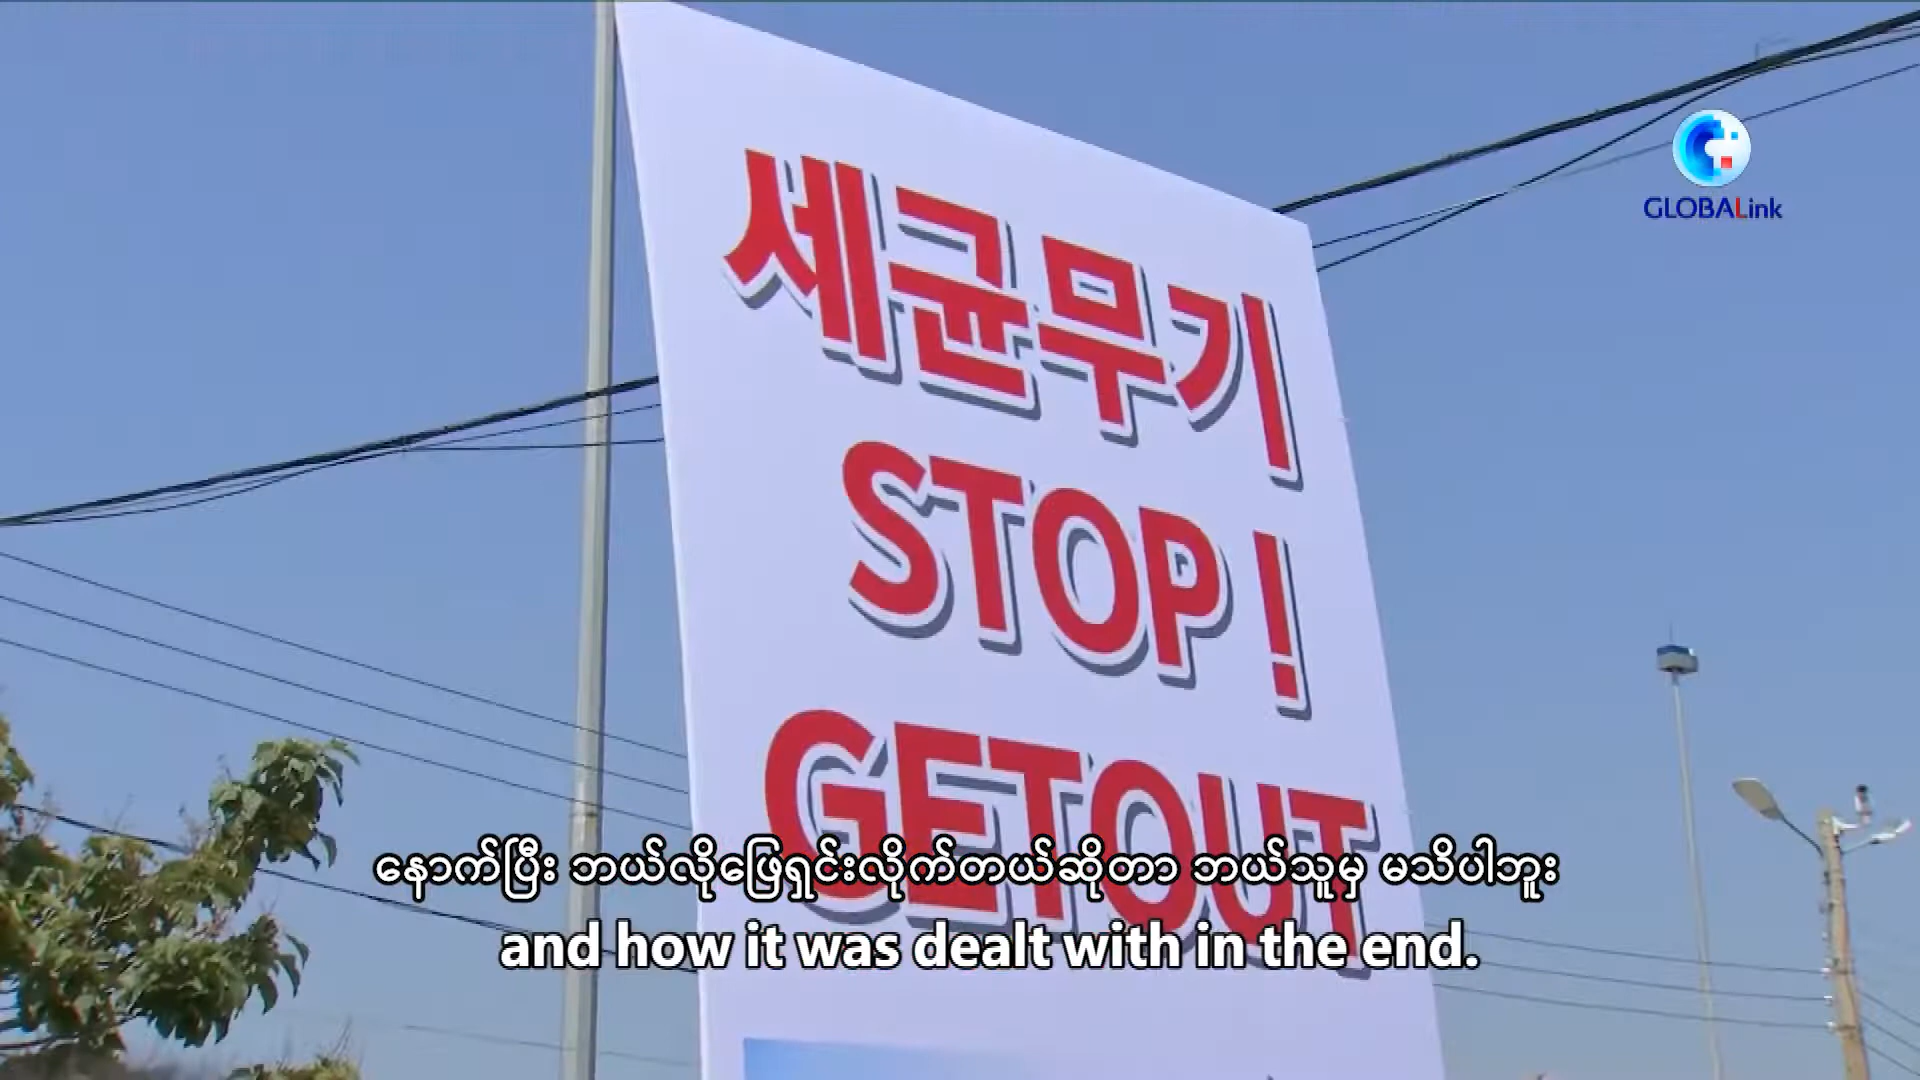 GLOBALink
세균무기
STOP !
GETOUT
နောက်ပြီး ဘယ်လိုဖြေရှင်းလိုက်တယ်ဆိုတာ ဘယ်သူမှ မသိပါဘူး
and how it was dealt with in the end.